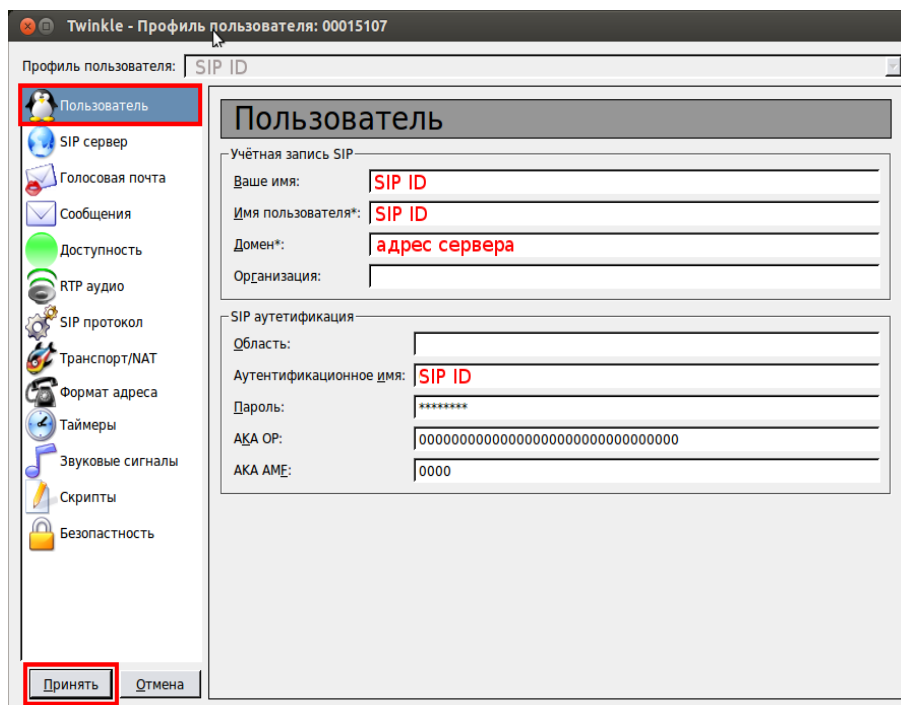 Twinkle - Профиль пользователя: 00015107
Профиль пользователя: SIP ID
Пользователь
SIP сервер
Голосовая почта
Сообщения
Доступность
RTP аудио
SIP протокол
Транспорт/NAT
Формат адреса
Таймеры
Звуковые сигналы
Скрипты
Безопастность
Принять
Отмена
Пользователь
Учётная запись SIP
Ваше имя: SIP ID
Имя пользователя*: SIP ID
Домен*: адрес сервера
Организация:
SIP аутетификация
Область:
Аутентификационное имя: SIP ID
Пароль: ********
AKA OP: 00000000000000000000000000000000
AKA AMF: 0000